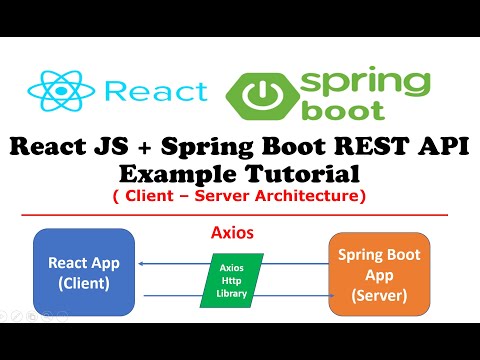 React
spring
boot
React JS + Spring Boot REST API
Example Tutorial
( Client – Server Architecture)
Axios
React App
(Client)
Axios
Http
Library
Spring Boot
App
(Server)